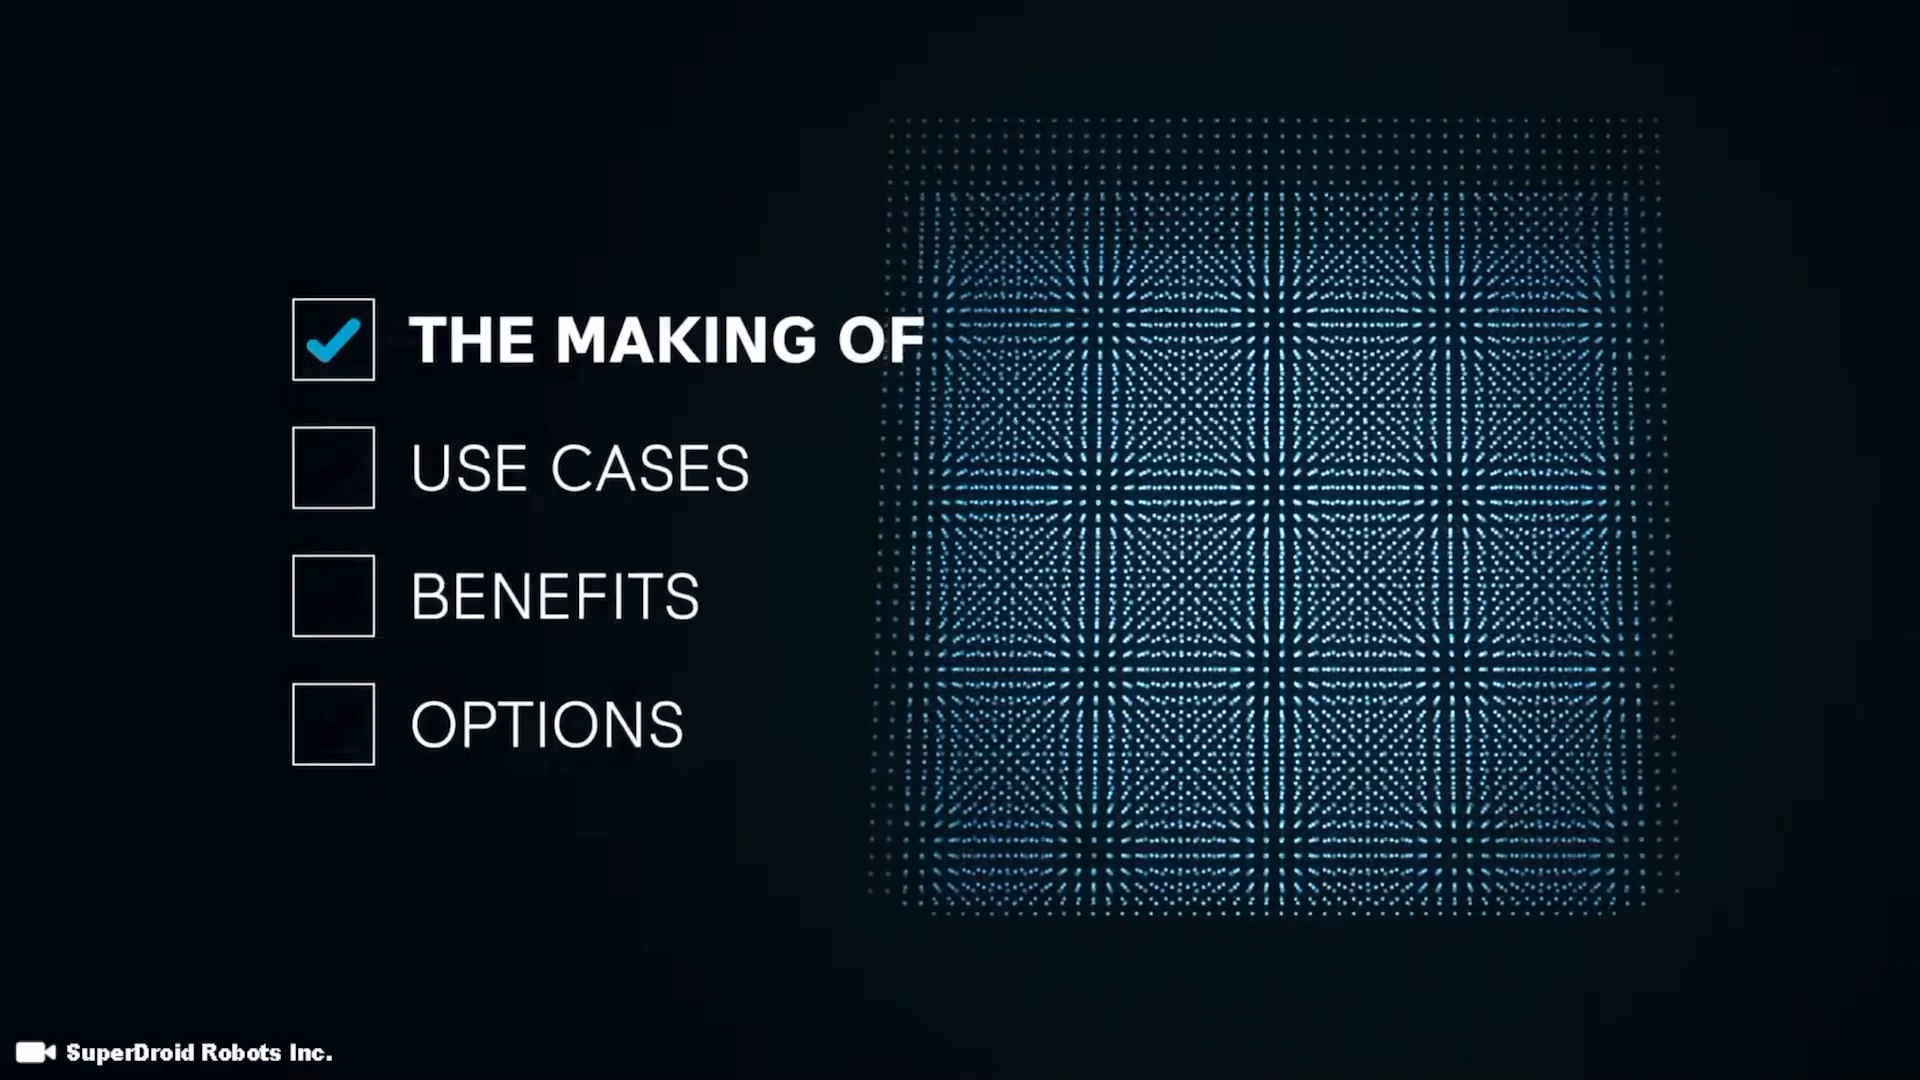 THE MAKING OF
USE CASES
BENEFITS
OPTIONS
SuperDroid Robots Inc.